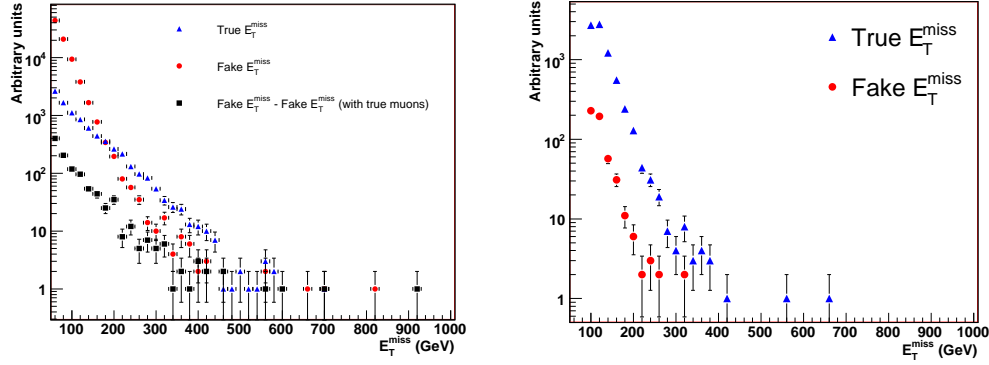 Arbitrary units
10^4
10^3
10^2
10
1
True E_T^miss
Fake E_T^miss
Fake E_T^miss - Fake E_T^miss (with true muons)
100 200 300 400 500 600 700 800 900 1000
E_T^miss (GeV)
Arbitrary units
10^3
10^2
10
1
True E_T^miss
Fake E_T^miss
100 200 300 400 500 600 700 800 900 1000
E_T^miss (GeV)